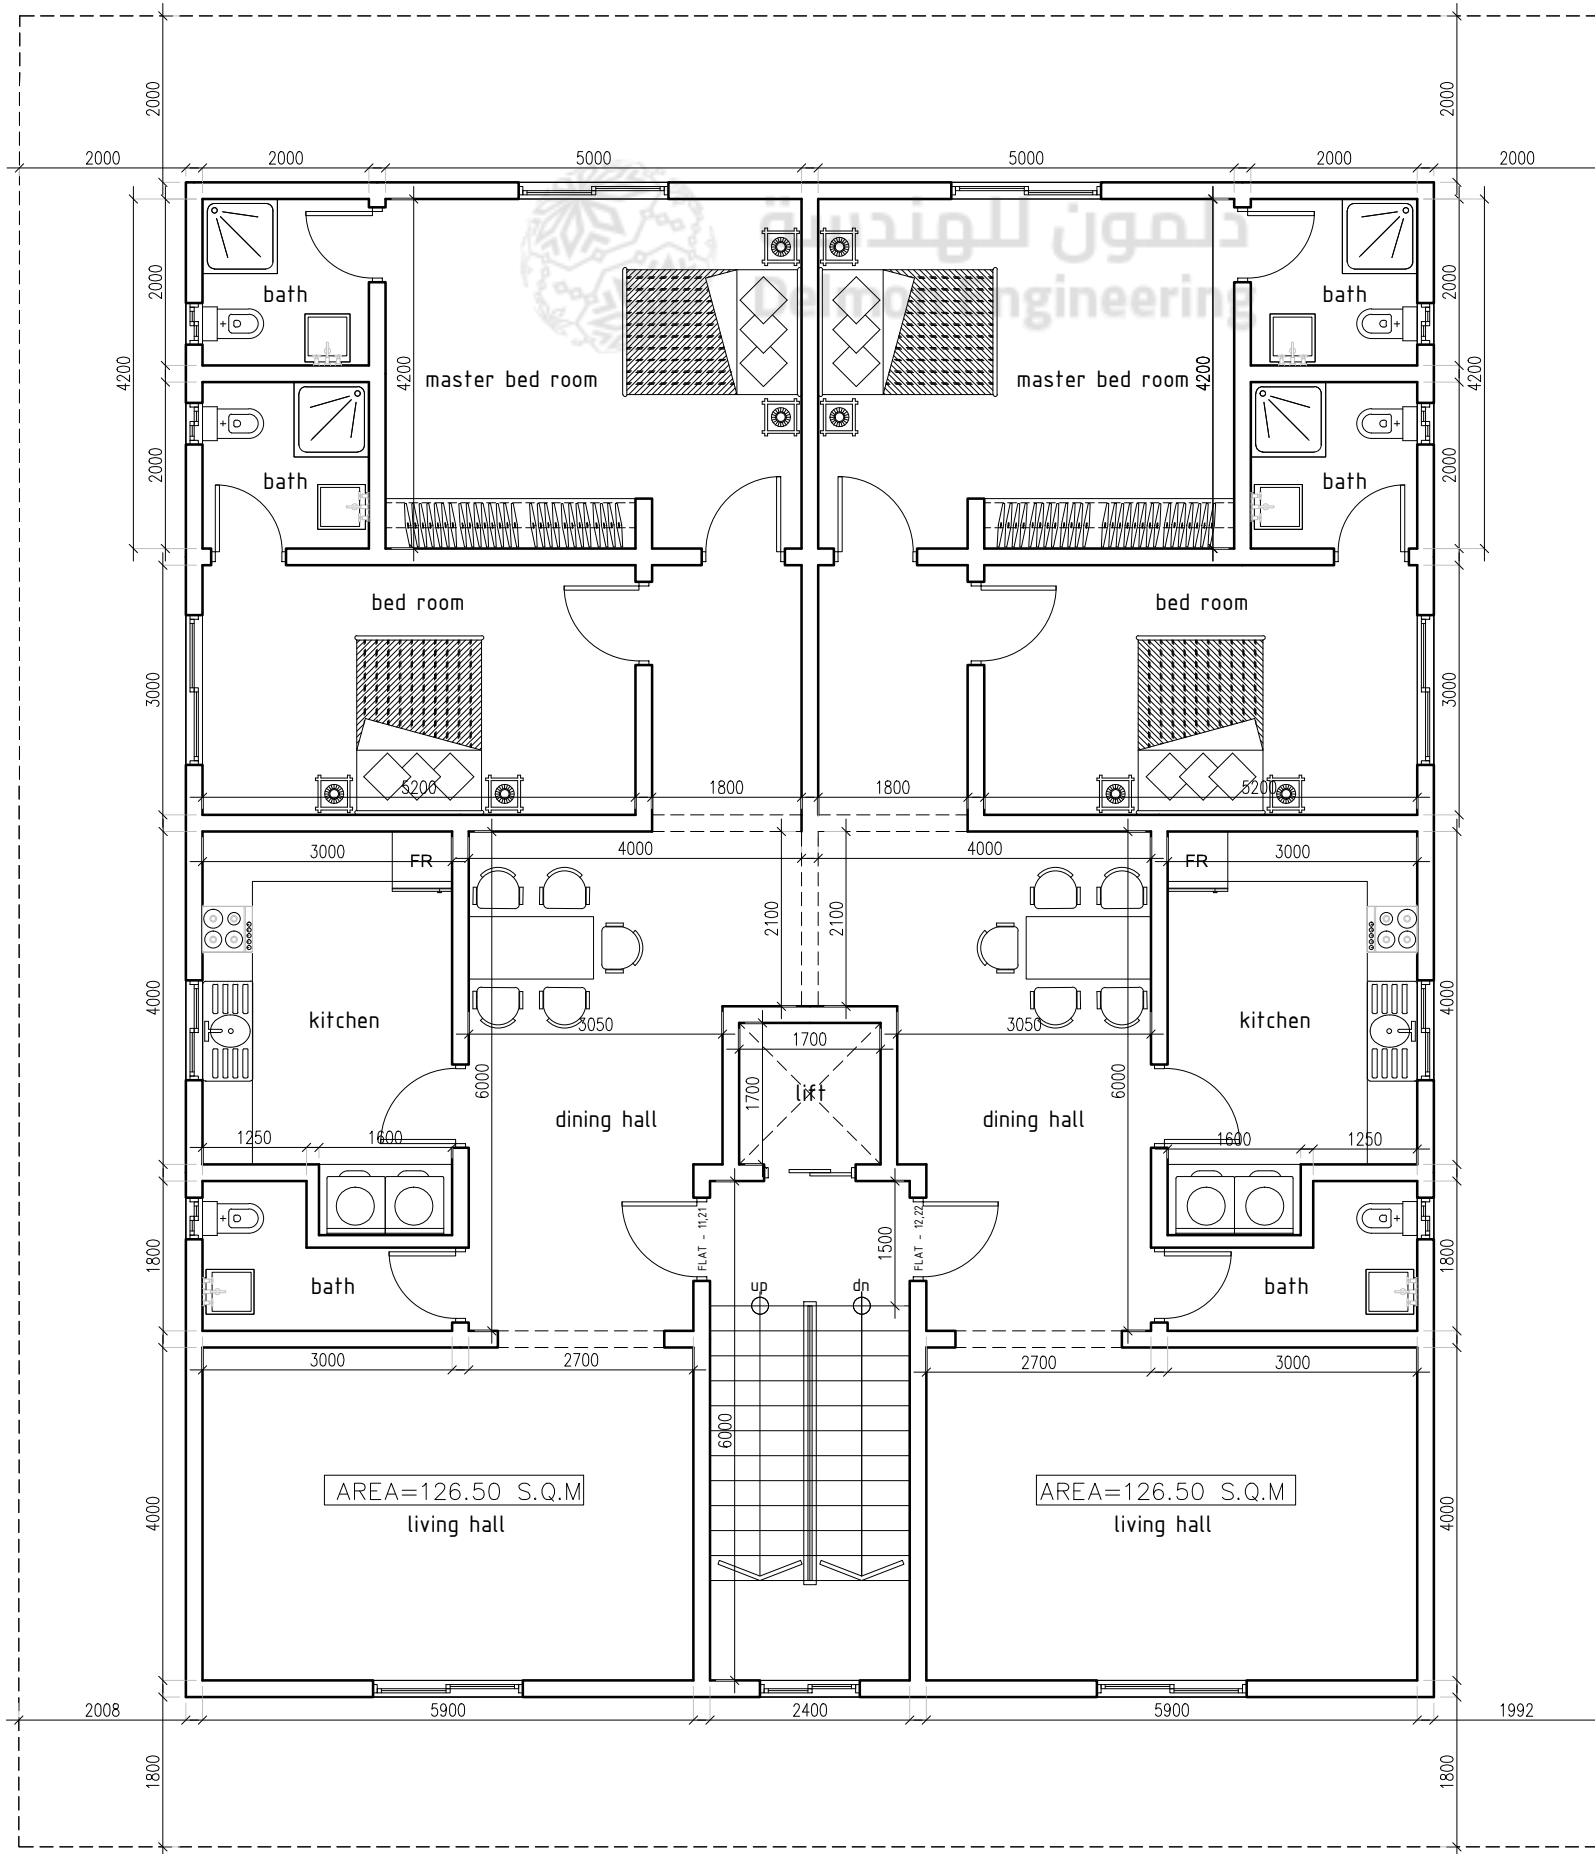 2000
2000
2000
2000
5000
5000
2000
2000
دلمون للهندسة
Delmon Engineering
bath
bath
2000
2000
4200
4200
master bed room
master bed room
4200
4200
2000
2000
bath
bath
bed room
bed room
3000
3000
5200
1800
1800
5200
3000
FR
4000
4000
FR
3000
2100
2100
4000
kitchen
3050
1700
3050
kitchen
4000
6000
1700
lift
6000
dining hall
dining hall
1250
1600
1600
1250
FLAT - 11,21
FLAT - 12,22
1800
1500
1800
bath
up
dn
bath
3000
2700
2700
3000
6000
AREA=126.50 S.Q.M
AREA=126.50 S.Q.M
4000
living hall
living hall
4000
2008
5900
2400
5900
1992
1800
1800